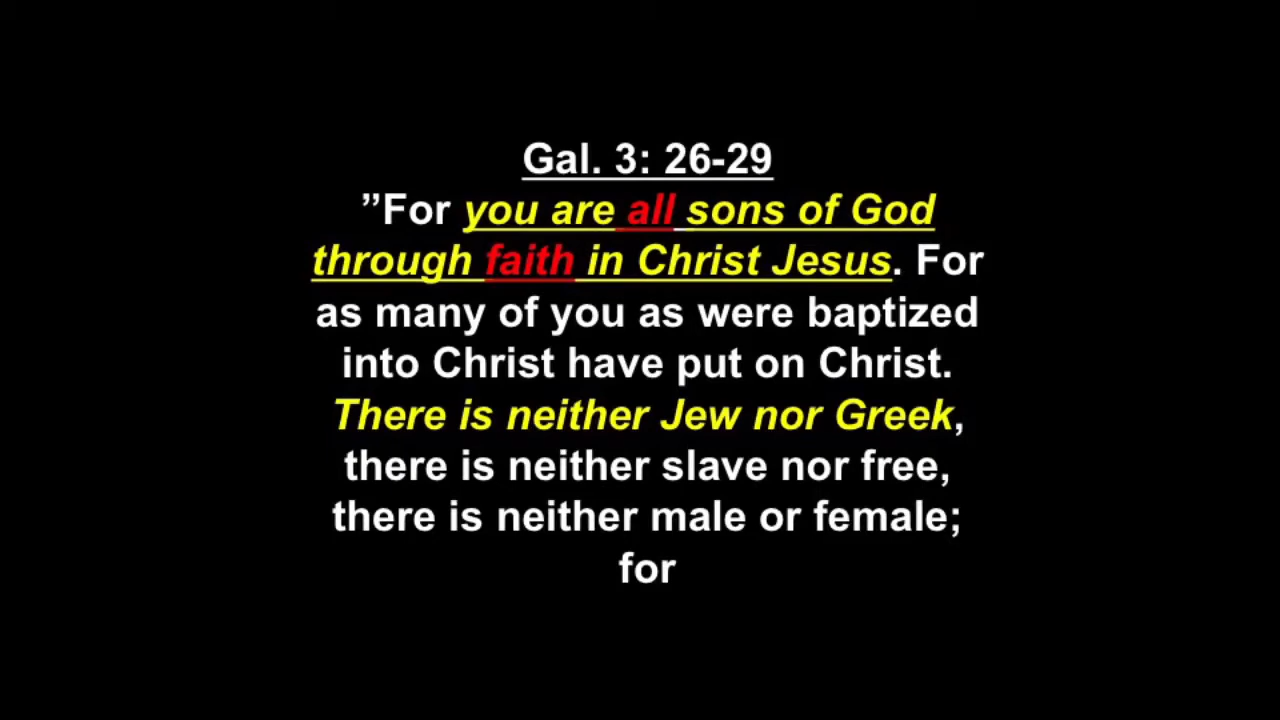 Gal. 3: 26-29
”For you are all sons of God
through faith in Christ Jesus. For
as many of you as were baptized
into Christ have put on Christ.
There is neither Jew nor Greek,
there is neither slave nor free,
there is neither male or female;
for